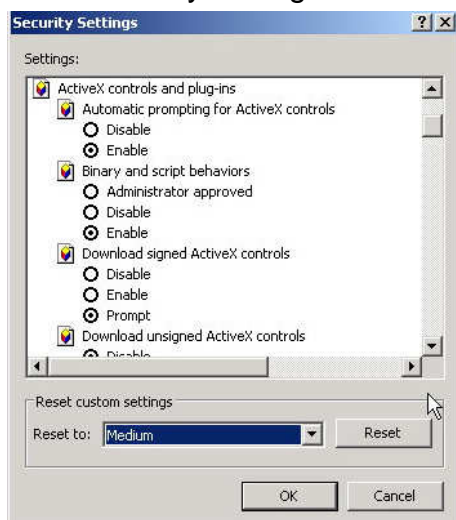 Security Settings
Settings:
ActiveX controls and plug-ins
Automatic prompting for ActiveX controls
Disable
Enable
Binary and script behaviors
Administrator approved
Disable
Enable
Download signed ActiveX controls
Disable
Enable
Prompt
Download unsigned ActiveX controls
Disable
Reset custom settings
Reset to: Medium Reset
OK Cancel